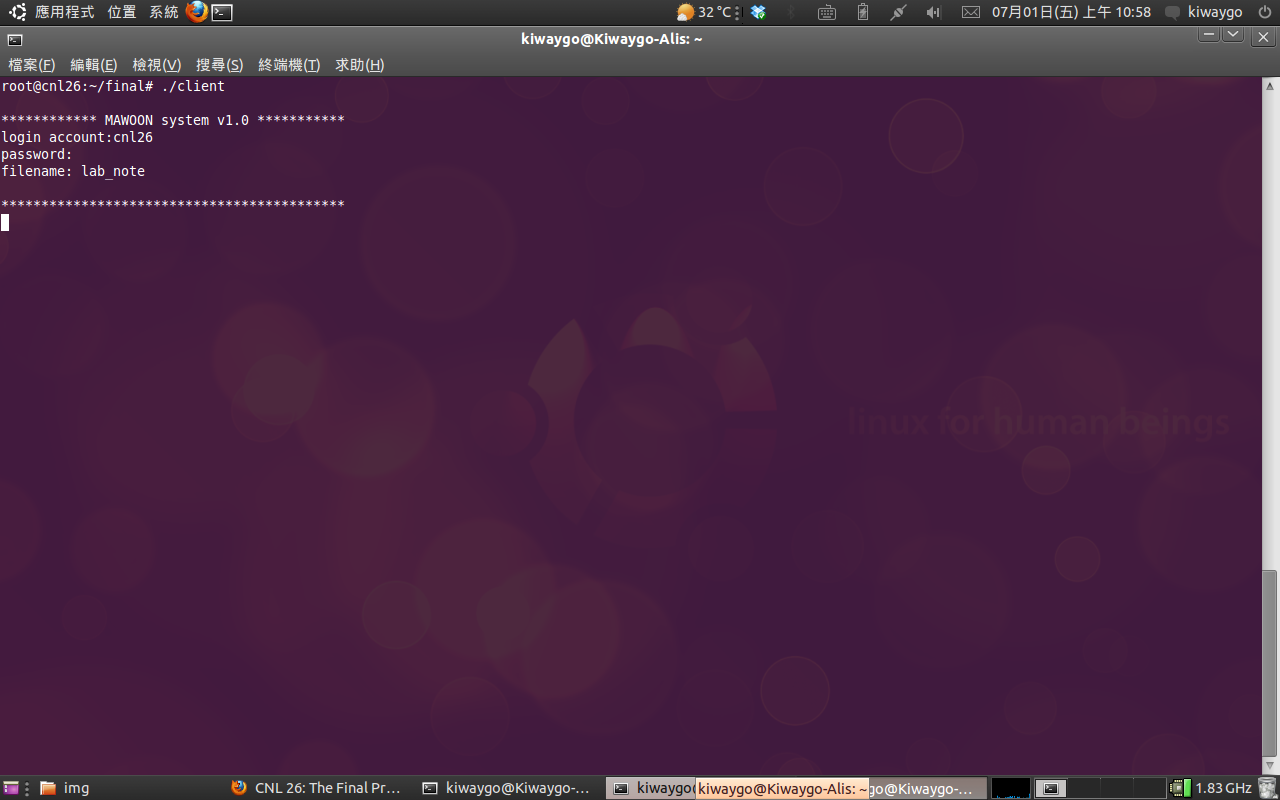 應用程式 位置 系統 32 °C 07月01日(五) 上午 10:58 kiwaygo
kiwaygo@Kiwaygo-Alis: ~
檔案(F) 編輯(E) 檢視(V) 搜尋(S) 終端機(T) 求助(H)
root@cnl26:~/final# ./client
************ MAWOON system v1.0 ***********
login account:cnl26
password:
filename: lab_note
*******************************************
linux for human beings
img CNL 26: The Final Pr... kiwaygo@Kiwaygo-... kiwaygo kiwaygo@Kiwaygo-Alis: ~ go@Kiwaygo-... 1.83 GHz